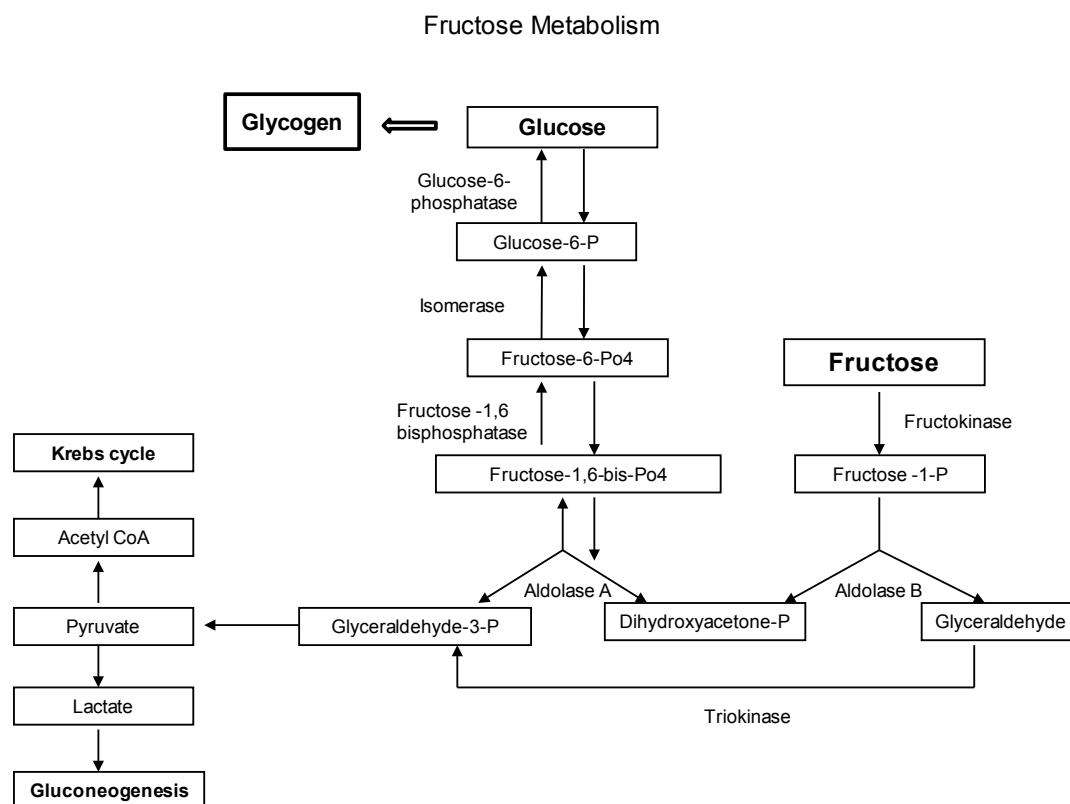 Fructose Metabolism
Glycogen
Glucose
Glucose-6-
phosphatase
Glucose-6-P
Isomerase
Fructose-6-Po4
Fructose
Fructose -1,6
bisphosphatase
Fructokinase
Krebs cycle
Fructose-1,6-bis-Po4
Fructose -1-P
Acetyl CoA
Aldolase A
Aldolase B
Pyruvate
Glyceraldehyde-3-P
Dihydroxyacetone-P
Glyceraldehyde
Lactate
Triokinase
Gluconeogenesis